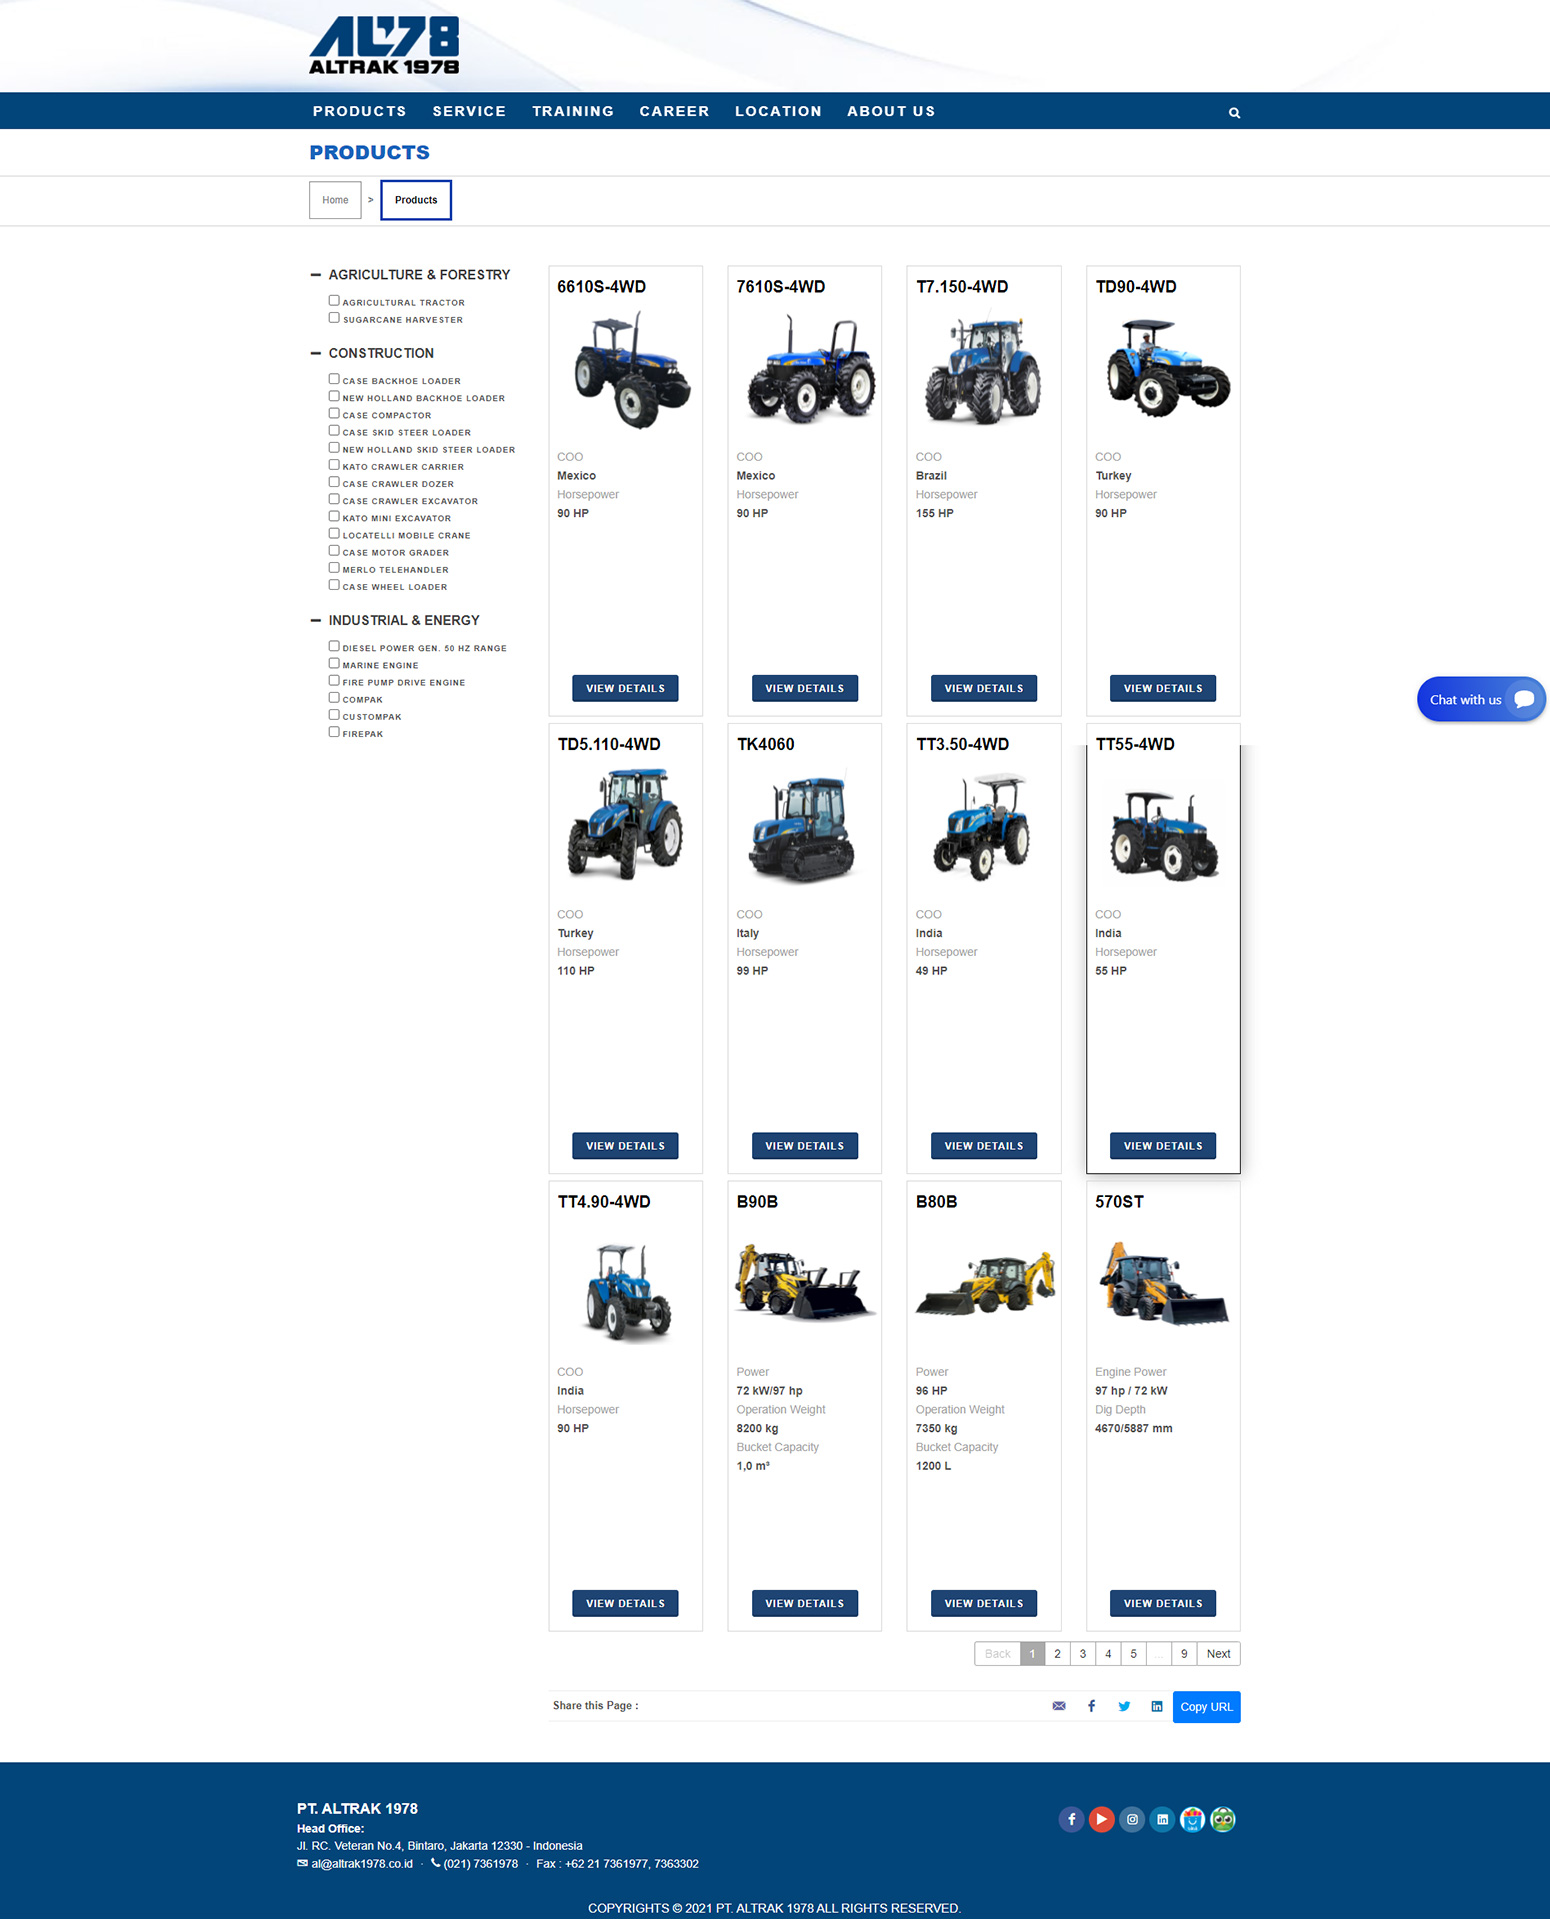 AL'78
ALTRAK 1978
PRODUCTS SERVICE TRAINING CAREER LOCATION ABOUT US
PRODUCTS
Home > Products
AGRICULTURE & FORESTRY
AGRICULTURAL TRACTOR
SUGARCANE HARVESTER
CONSTRUCTION
CASE BACKHOE LOADER
NEW HOLLAND BACKHOE LOADER
CASE COMPACTOR
CASE SKID STEER LOADER
NEW HOLLAND SKID STEER LOADER
KATO CRAWLER CARRIER
CASE CRAWLER DOZER
CASE CRAWLER EXCAVATOR
KATO MINI EXCAVATOR
LOCATELLI MOBILE CRANE
CASE MOTOR GRADER
MERLO TELEHANDLER
CASE WHEEL LOADER
INDUSTRIAL & ENERGY
DIESEL POWER GEN. 50 HZ RANGE
MARINE ENGINE
FIRE PUMP DRIVE ENGINE
COMPAK
CUSTOMPAK
FIREPAK
6610S-4WD
COO
Mexico
Horsepower
90 HP
VIEW DETAILS
7610S-4WD
COO
Mexico
Horsepower
90 HP
VIEW DETAILS
T7.150-4WD
COO
Brazil
Horsepower
155 HP
VIEW DETAILS
TD90-4WD
COO
Turkey
Horsepower
90 HP
VIEW DETAILS
Chat with us
TD5.110-4WD
COO
Turkey
Horsepower
110 HP
VIEW DETAILS
TK4060
COO
Italy
Horsepower
99 HP
VIEW DETAILS
TT3.50-4WD
COO
India
Horsepower
49 HP
VIEW DETAILS
TT55-4WD
COO
India
Horsepower
55 HP
VIEW DETAILS
TT4.90-4WD
COO
India
Horsepower
90 HP
VIEW DETAILS
B90B
Power
72 kW/97 hp
Operation Weight
8200 kg
Bucket Capacity
1,0 m³
VIEW DETAILS
B80B
Power
96 HP
Operation Weight
7350 kg
Bucket Capacity
1200 L
VIEW DETAILS
570ST
Engine Power
97 hp / 72 kW
Dig Depth
4670/5887 mm
VIEW DETAILS
Back 1 2 3 4 5 ... 9 Next
Share this Page : Copy URL
PT. ALTRAK 1978
Head Office:
Jl. RC. Veteran No.4, Bintaro, Jakarta 12330 - Indonesia
al@altrak1978.co.id · (021) 7361978 · Fax : +62 21 7361977, 7363302
COPYRIGHTS © 2021 PT. ALTRAK 1978 ALL RIGHTS RESERVED.